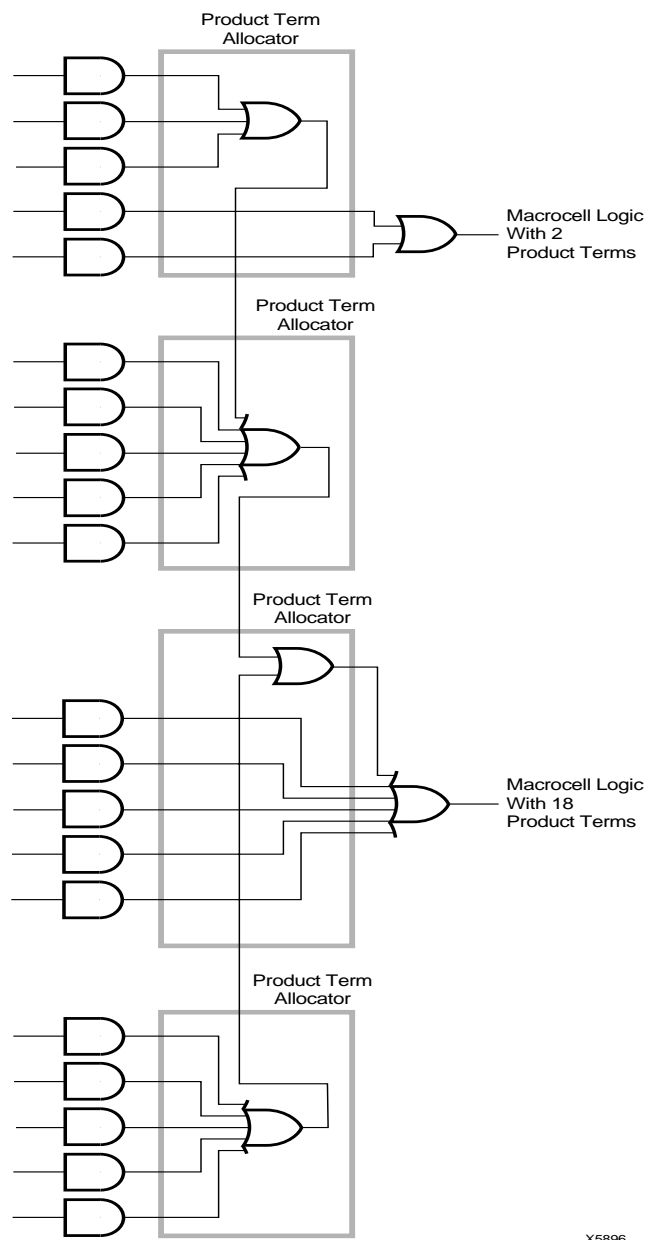 Product Term
Allocator
Macrocell Logic
With 2
Product Terms
Product Term
Allocator
Product Term
Allocator
Macrocell Logic
With 18
Product Terms
Product Term
Allocator
X5896